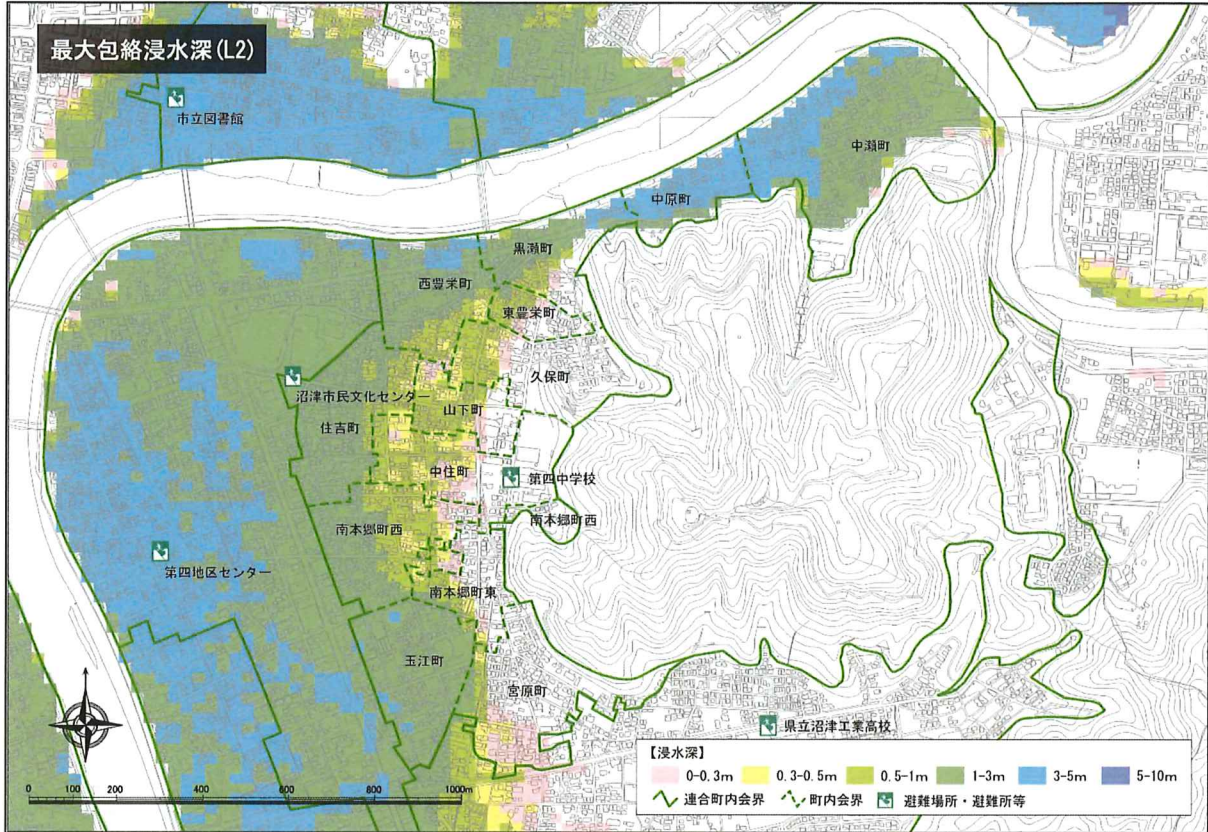 最大包絡浸水深(L2)
市立図書館
中瀬町
中原町
黒瀬町
西豊栄町
東豊栄町
久保町
沼津市民文化センター
山下町
住吉町
中住町
第四中学校
南本郷町西
南本郷町西
第四地区センター
南本郷町東
玉江町
宮原町
県立沼津工業高校
0 200 400 600 800 1000m
【浸水深】
0-0.3m 0.3-0.5m 0.5-1m 1-3m 3-5m 5-10m
連合町内会界 町内会界 避難場所・避難所等